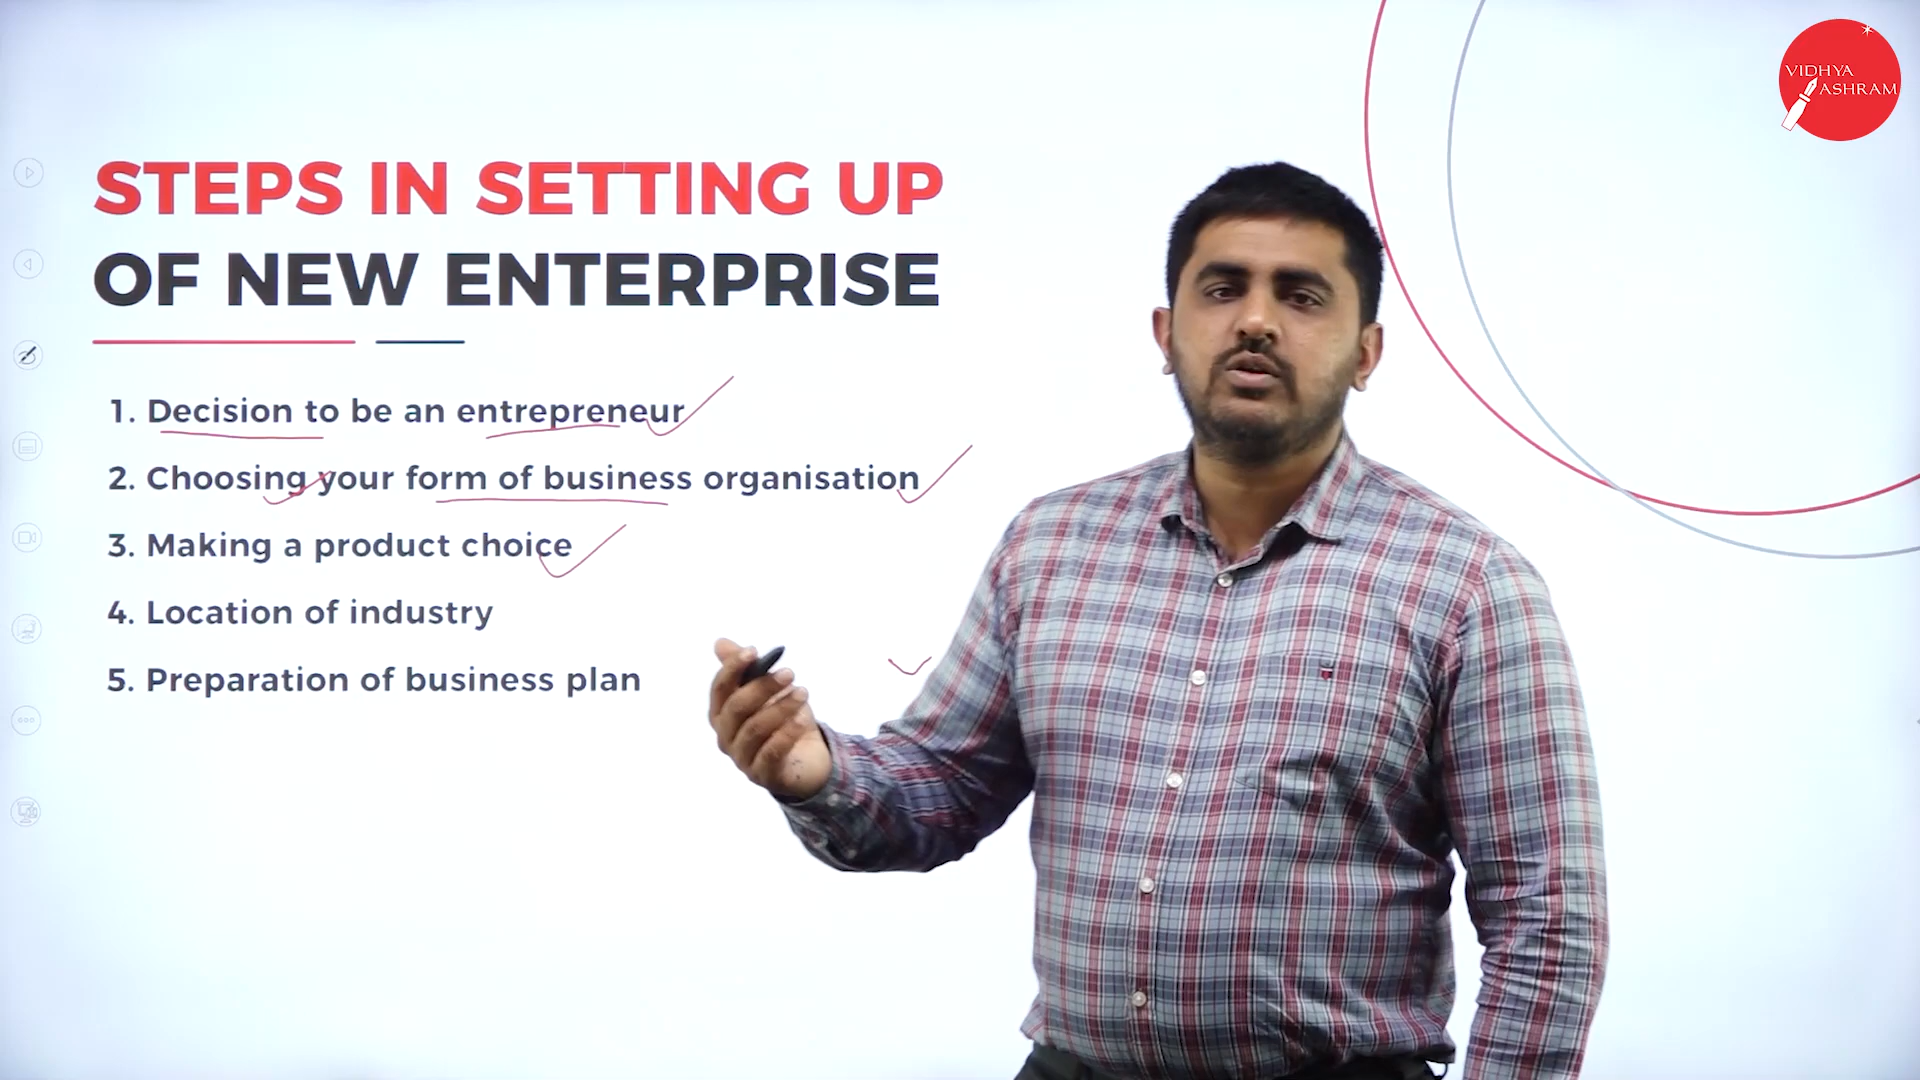 VIDHYA
ASHRAM
STEPS IN SETTING UP
OF NEW ENTERPRISE
1. Decision to be an entrepreneur
2. Choosing your form of business organisation
3. Making a product choice
4. Location of industry
5. Preparation of business plan